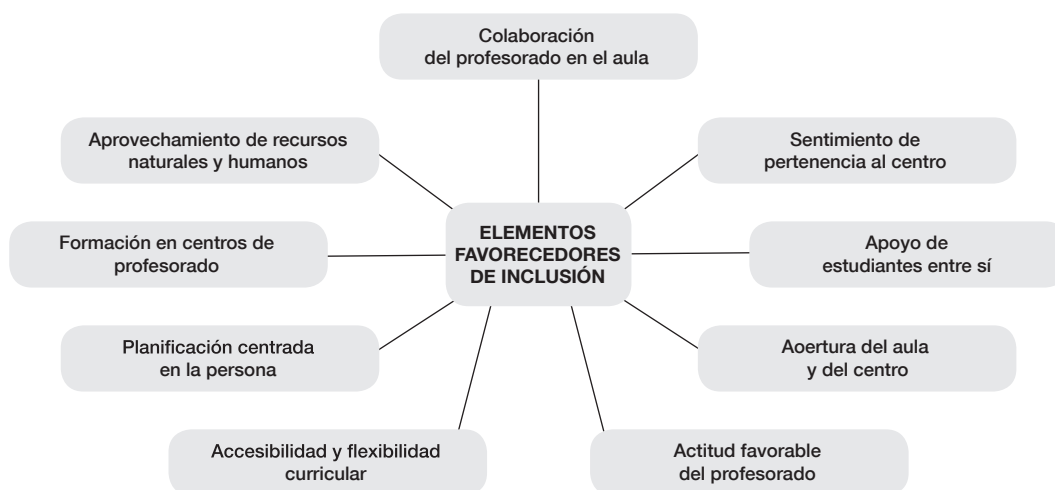 Colaboración
del profesorado en el aula
Aprovechamiento de recursos
naturales y humanos
Sentimiento de
pertenencia al centro
Formación en centros de
profesorado
ELEMENTOS
FAVORECEDORES
DE INCLUSIÓN
Apoyo de
estudiantes entre sí
Planificación centrada
en la persona
Aoertura del aula
y del centro
Accesibilidad y flexibilidad
curricular
Actitud favorable
del profesorado